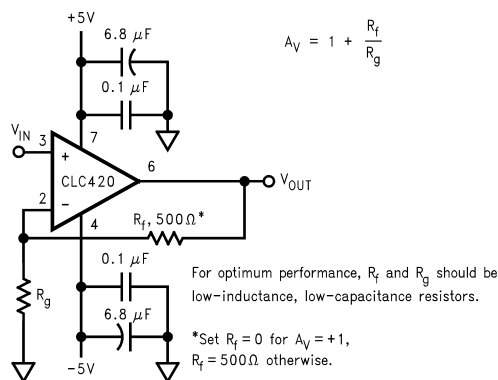 +5V
6.8 μF
0.1 μF
A_V = 1 + R_f / R_g
V_IN
3
7
+
CLC420
6
V_OUT
2
−
4
R_f, 500Ω*
0.1 μF
R_g
6.8 μF
−5V
For optimum performance, R_f and R_g should be
low-inductance, low-capacitance resistors.
*Set R_f = 0 for A_V = +1,
R_f = 500Ω otherwise.